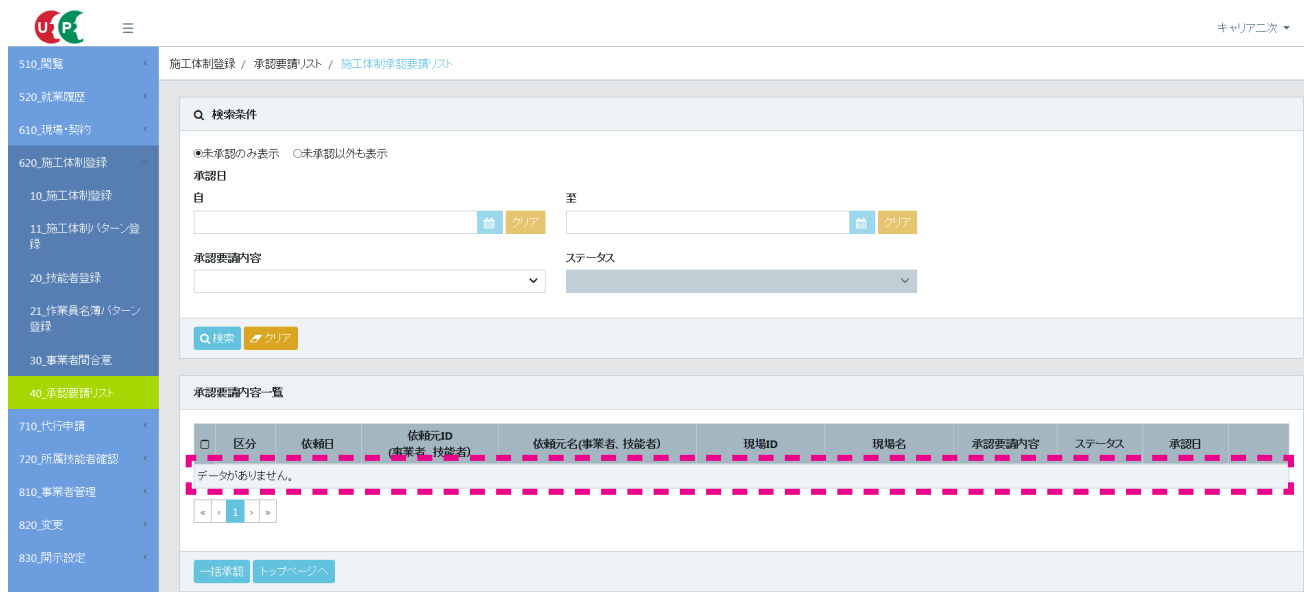 UP
キャリア二次
510_閲覧
520_就業履歴
610_現場・契約
620_施工体制登録
10_施工体制登録
11_施工体制パターン登
録
20_技能者登録
21_作業員名簿パターン
登録
30_事業者間合意
40_承認要請リスト
710_代行申請
720_所属技能者確認
810_事業者管理
820_変更
830_開示設定
施工体制登録 / 承認要請リスト / 施工体制承認要請リスト
検索条件
未承認のみ表示 未承認以外も表示
承認日
自 至
クリア クリア
承認要請内容 ステータス
検索 クリア
承認要請内容一覧
区分 依頼日 依頼元ID
(事業者、技能者) 依頼元名(事業者、技能者) 現場ID 現場名 承認要請内容 ステータス 承認日
データがありません。
« ‹ 1 › »
一括承認 トップページへ